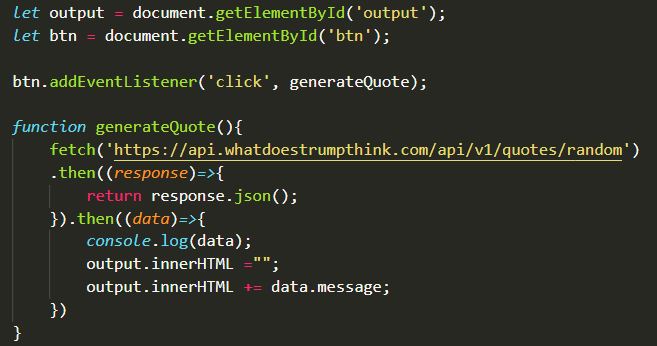 let output = document.getElementById('output');
let btn = document.getElementById('btn');
btn.addEventListener('click', generateQuote);
function generateQuote(){
fetch('https://api.whatdoestrumpthink.com/api/v1/quotes/random')
.then((response)=>{
return response.json();
}).then((data)=>{
console.log(data);
output.innerHTML ="";
output.innerHTML += data.message;
})
}